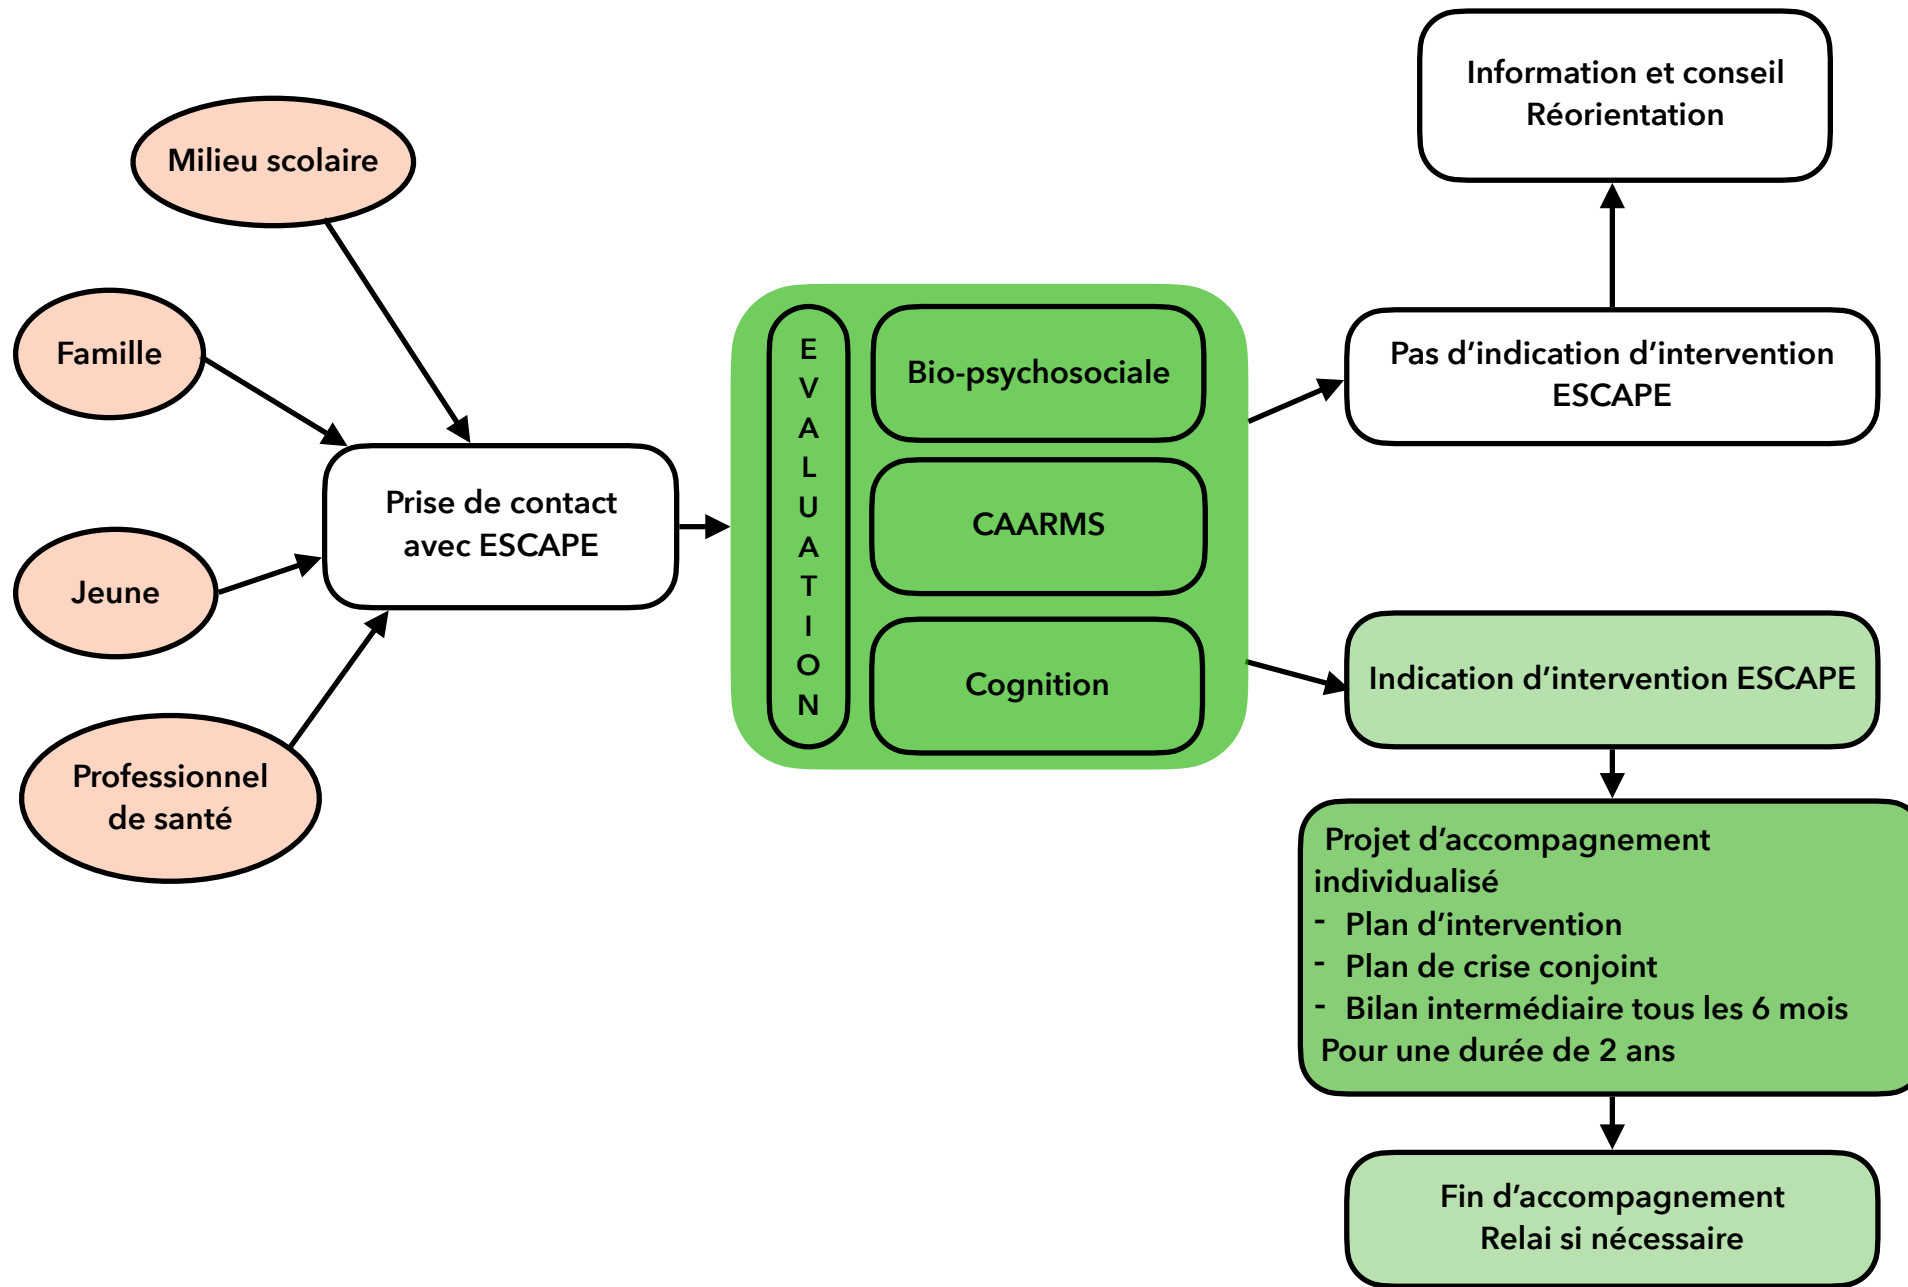 Milieu scolaire
Famille
Jeune
Professionnel
de santé
Prise de contact
avec ESCAPE
EVALUATION
Bio-psychosociale
CAARMS
Cognition
Information et conseil
Réorientation
Pas d’indication d’intervention
ESCAPE
Indication d’intervention ESCAPE
Projet d’accompagnement
individualisé
- Plan d’intervention
- Plan de crise conjoint
- Bilan intermédiaire tous les 6 mois
Pour une durée de 2 ans
Fin d’accompagnement
Relai si nécessaire